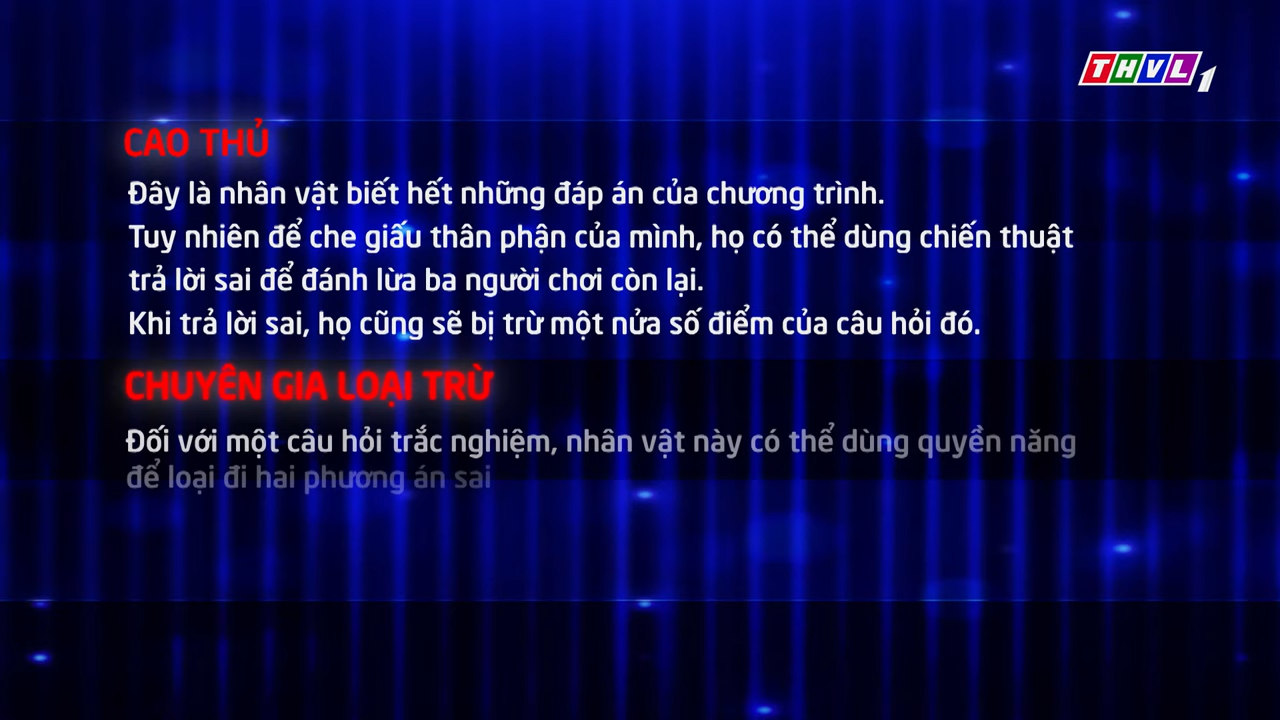 THVL1
CAO THỦ
Đây là nhân vật biết hết những đáp án của chương trình.
Tuy nhiên để che giấu thân phận của mình, họ có thể dùng chiến thuật
trả lời sai để đánh lừa ba người chơi còn lại.
Khi trả lời sai, họ cũng sẽ bị trừ một nửa số điểm của câu hỏi đó.
CHUYÊN GIA LOẠI TRỪ
Đối với một câu hỏi trắc nghiệm, nhân vật này có thể dùng quyền năng
để loại đi hai phương án sai